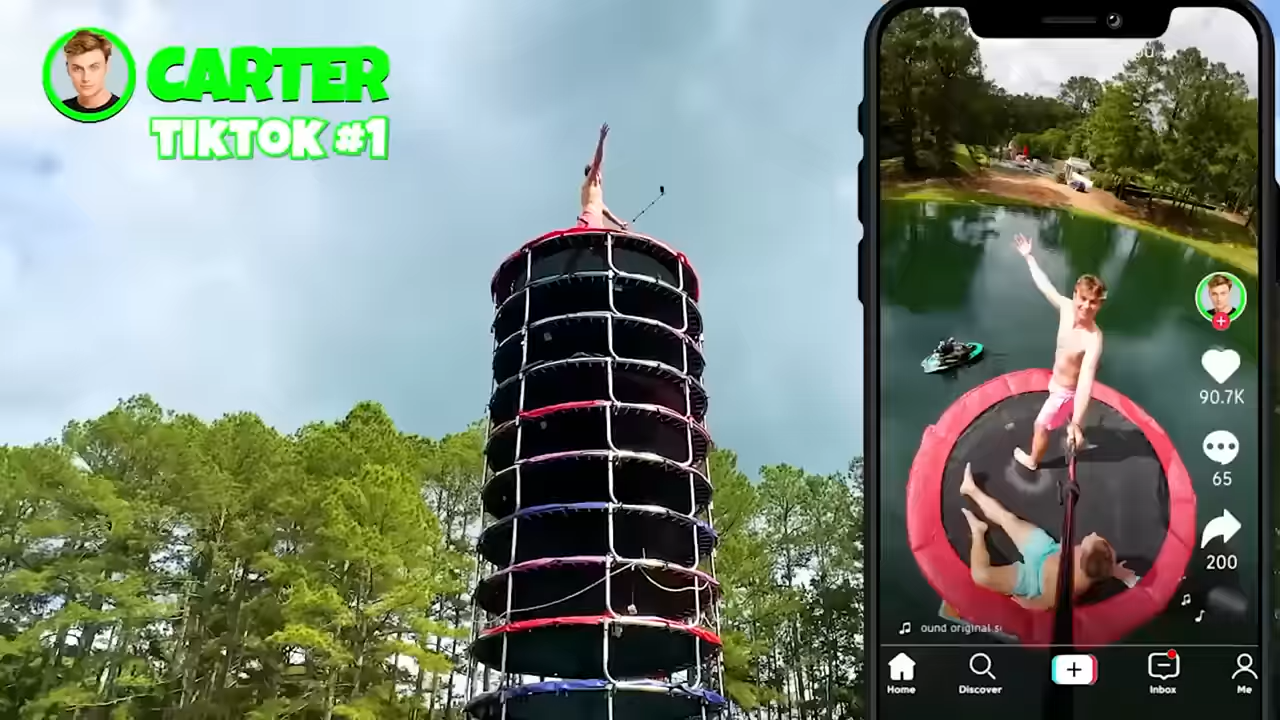 CARTER
TIKTOK #1
90.7K
65
200
ound original s
Home
Discover
Inbox
Me